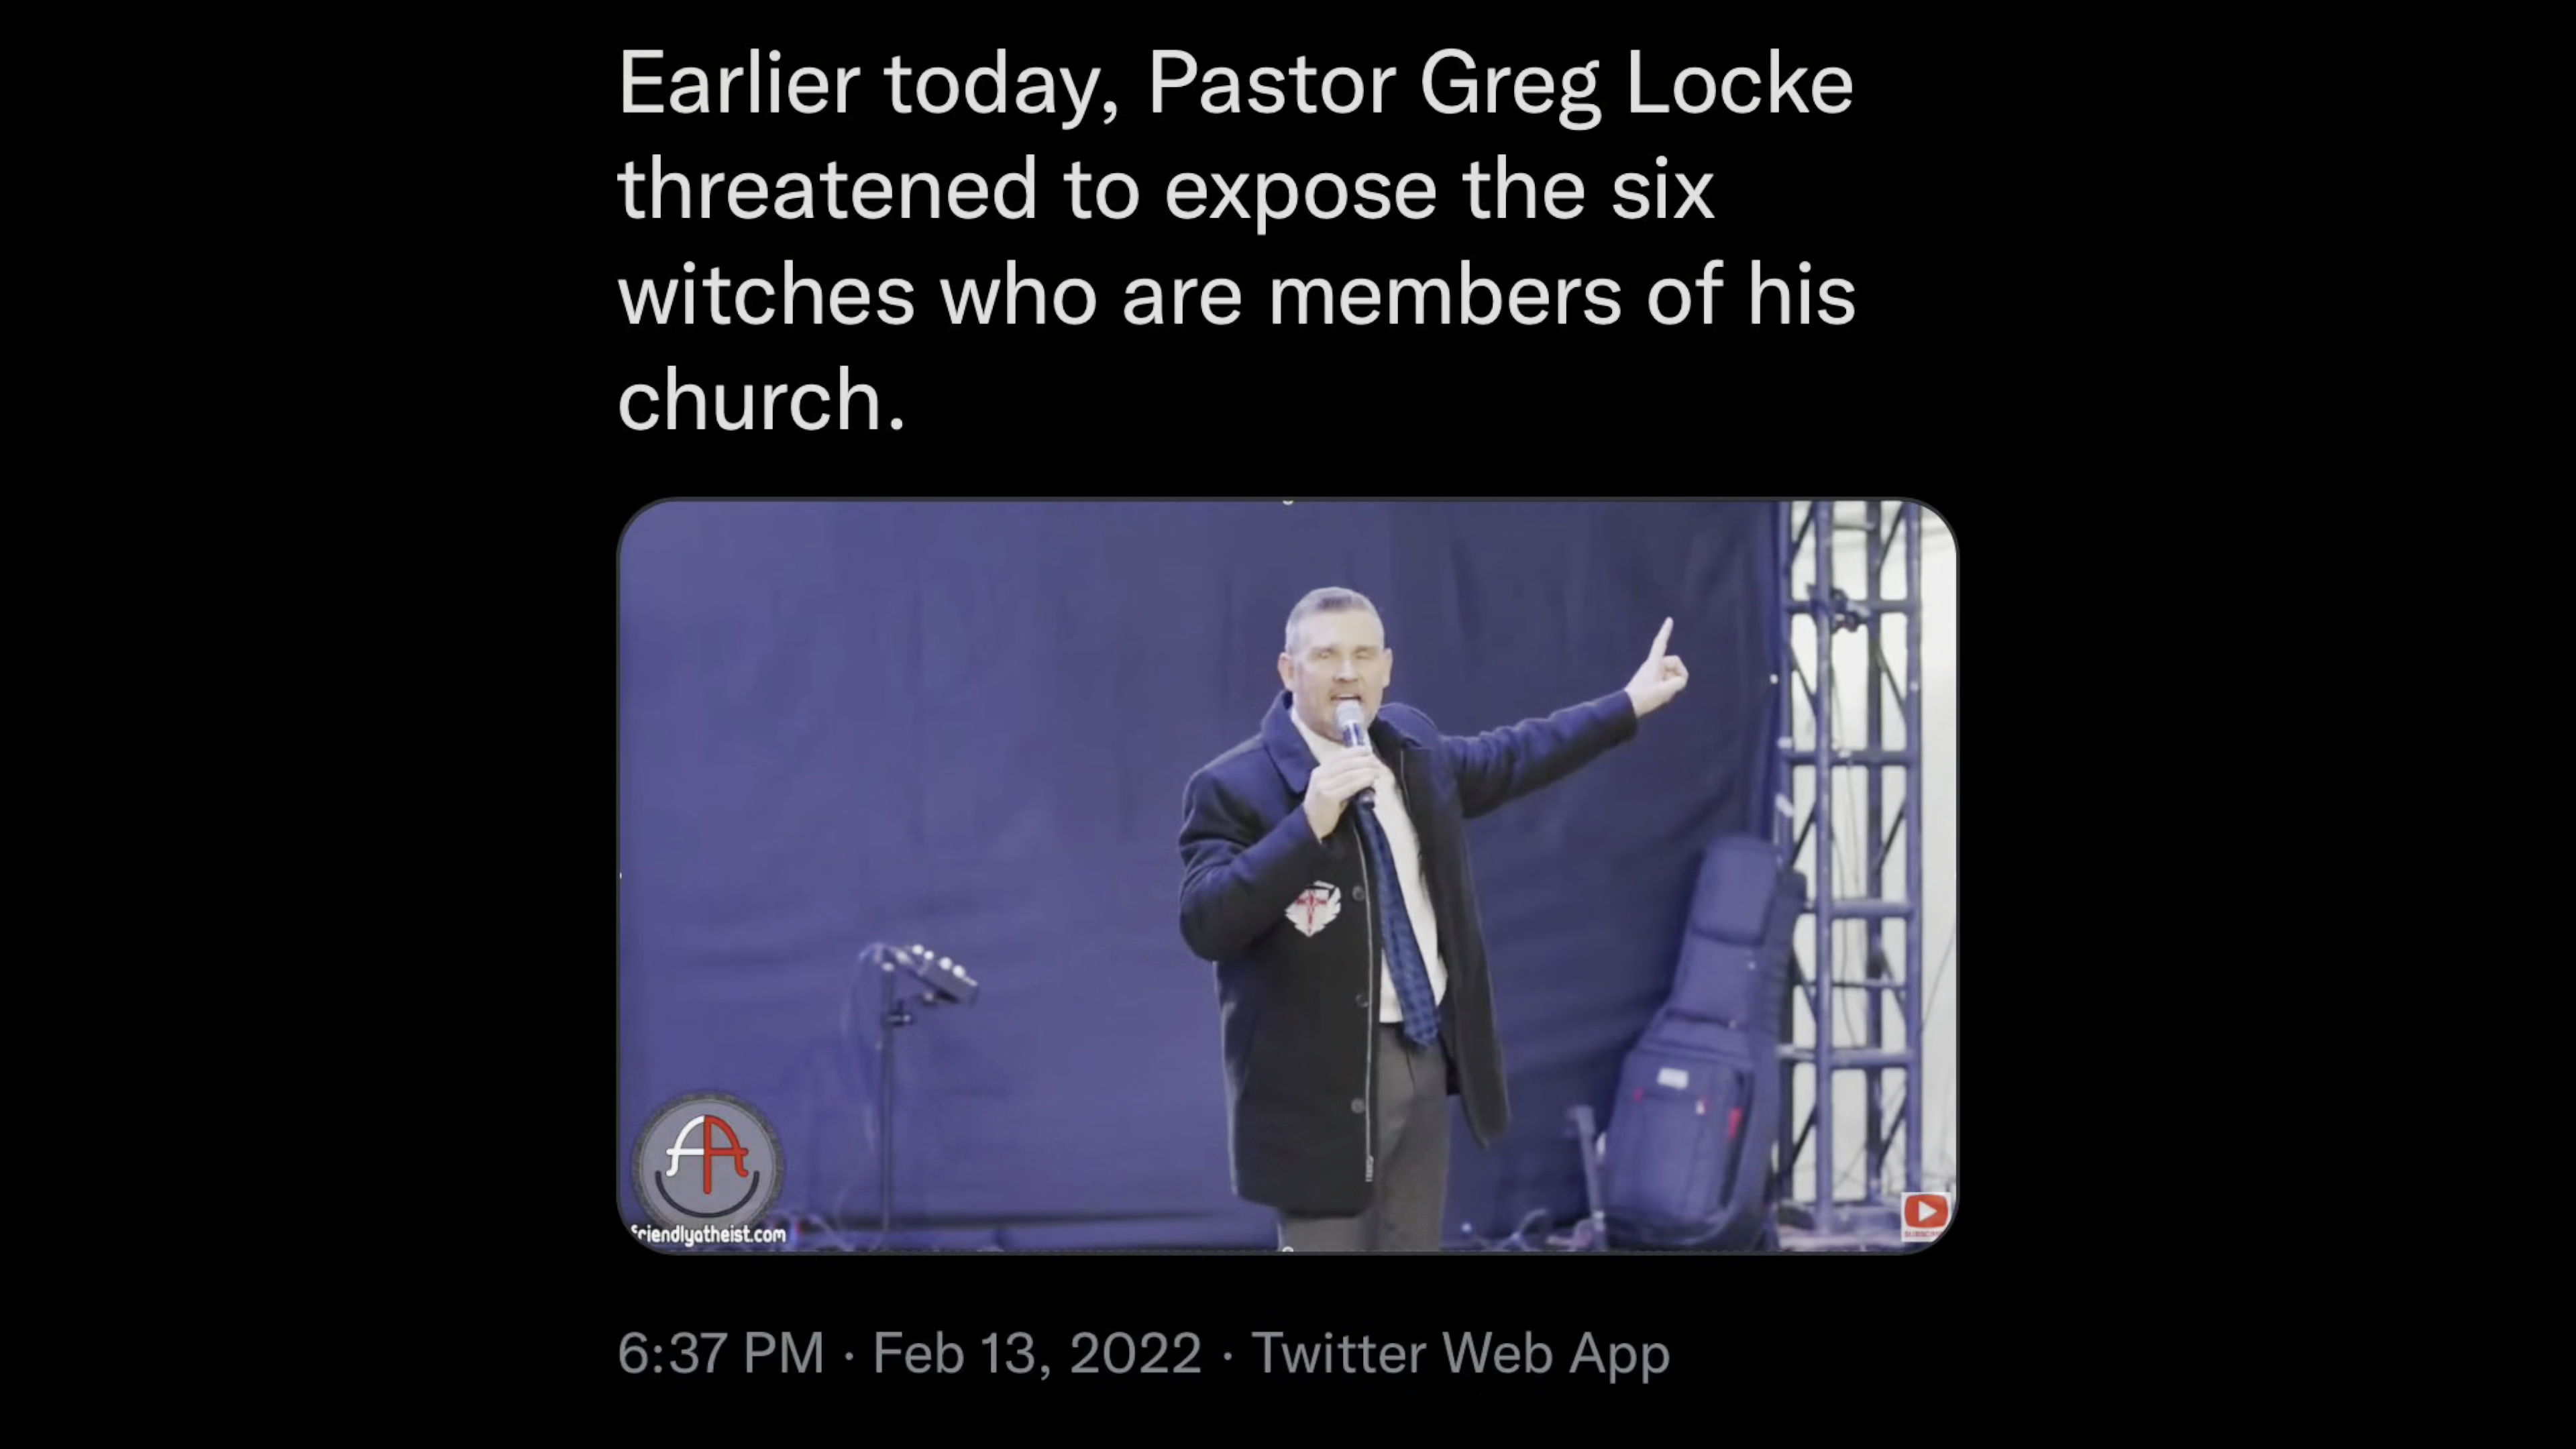 Earlier today, Pastor Greg Locke
threatened to expose the six
witches who are members of his
church.
friendlyatheist.com
6:37 PM · Feb 13, 2022 · Twitter Web App